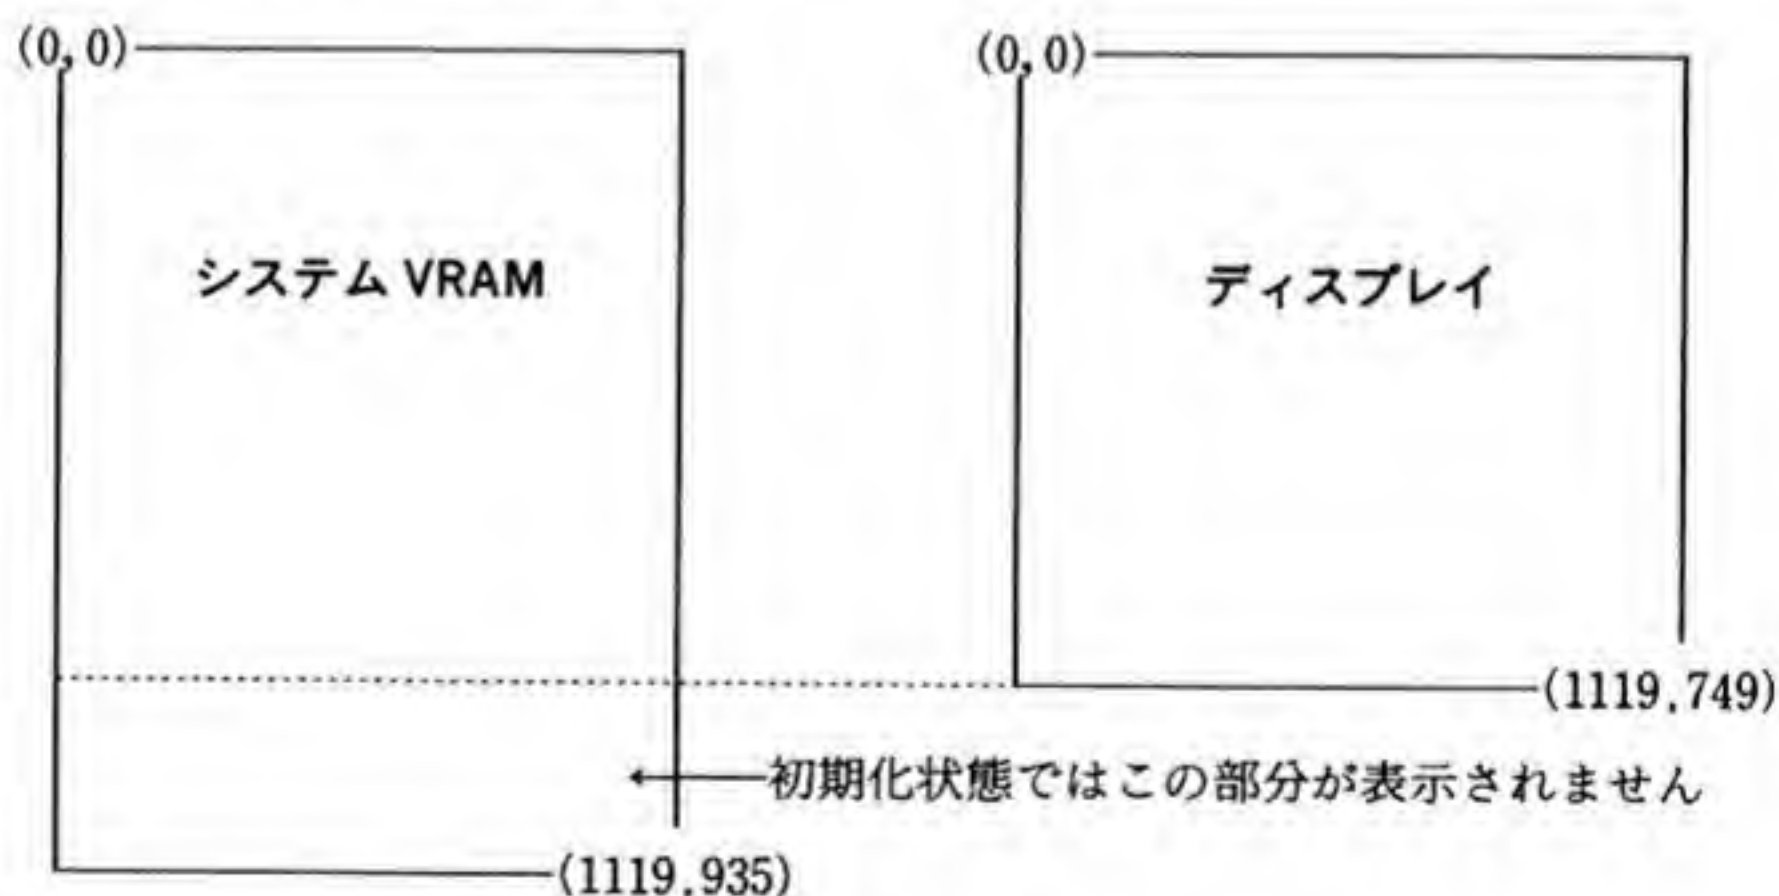 (0,0)
(0,0)
システム VRAM
ディスプレイ
(1119,749)
初期化状態ではこの部分が表示されません
(1119,935)